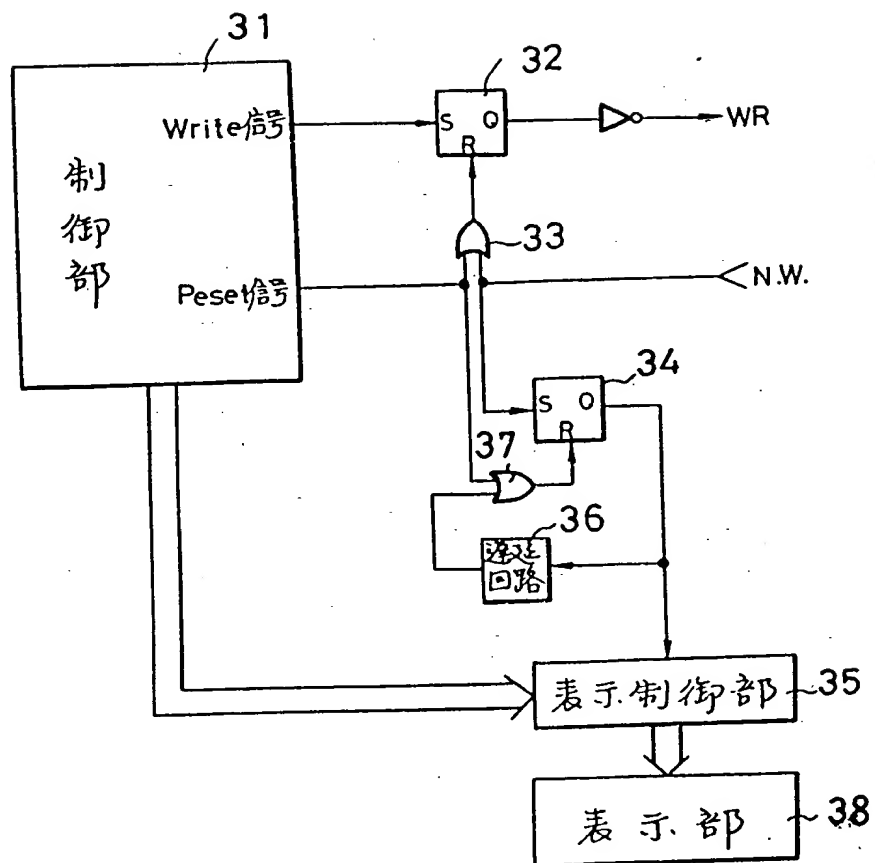 31
32
Write信号
S Q
R
WR
制御部
33
Peset信号
N.W.
34
S Q
R
37
36
遅延
回路
表示制御部
35
表示部
38